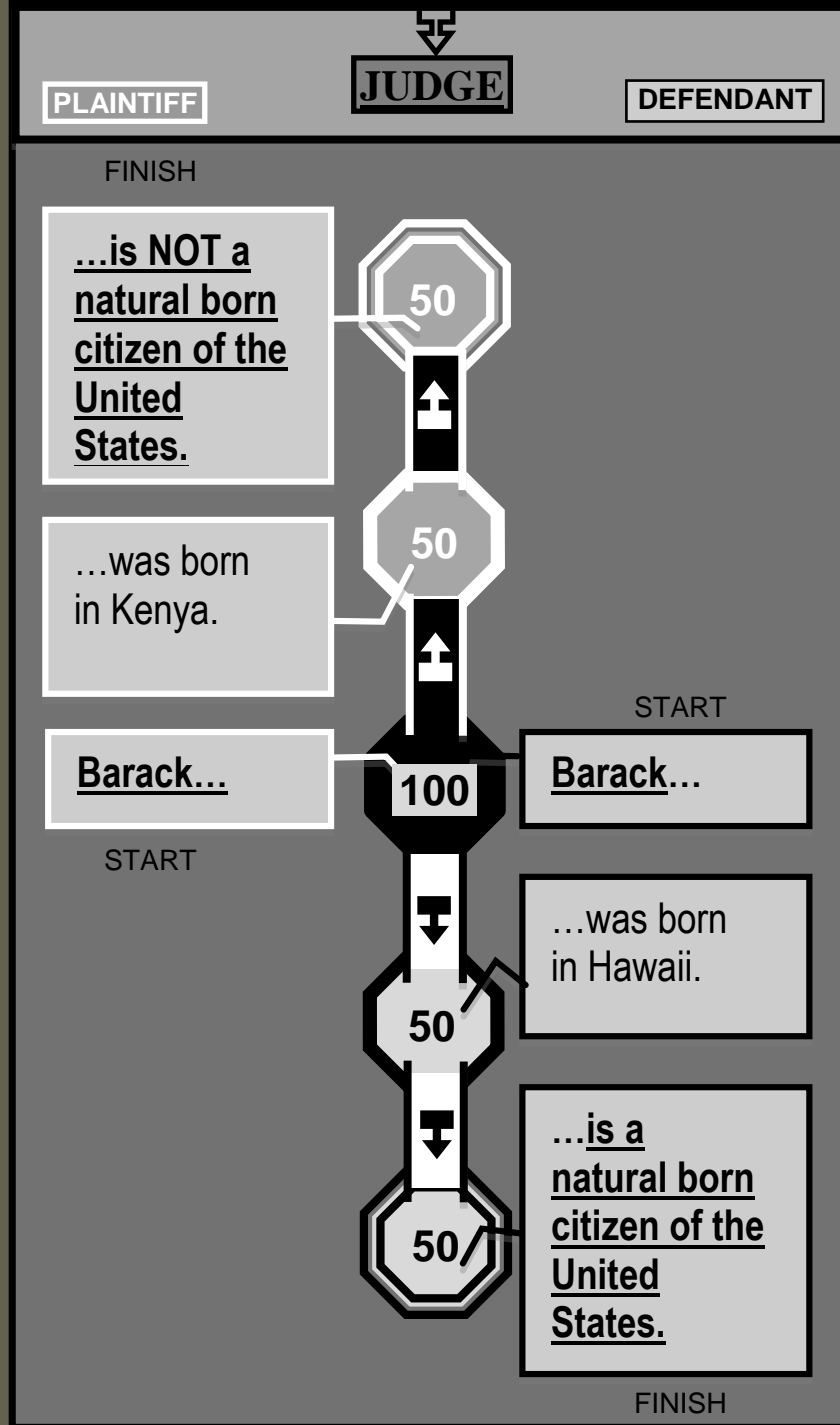 JUDGE
PLAINTIFF
DEFENDANT
FINISH
…is NOT a
natural born
citizen of the
United
States.
50
…was born
in Kenya.
50
START
Barack…
100
Barack…
START
…was born
in Hawaii.
50
…is a
natural born
citizen of the
United
States.
50
FINISH